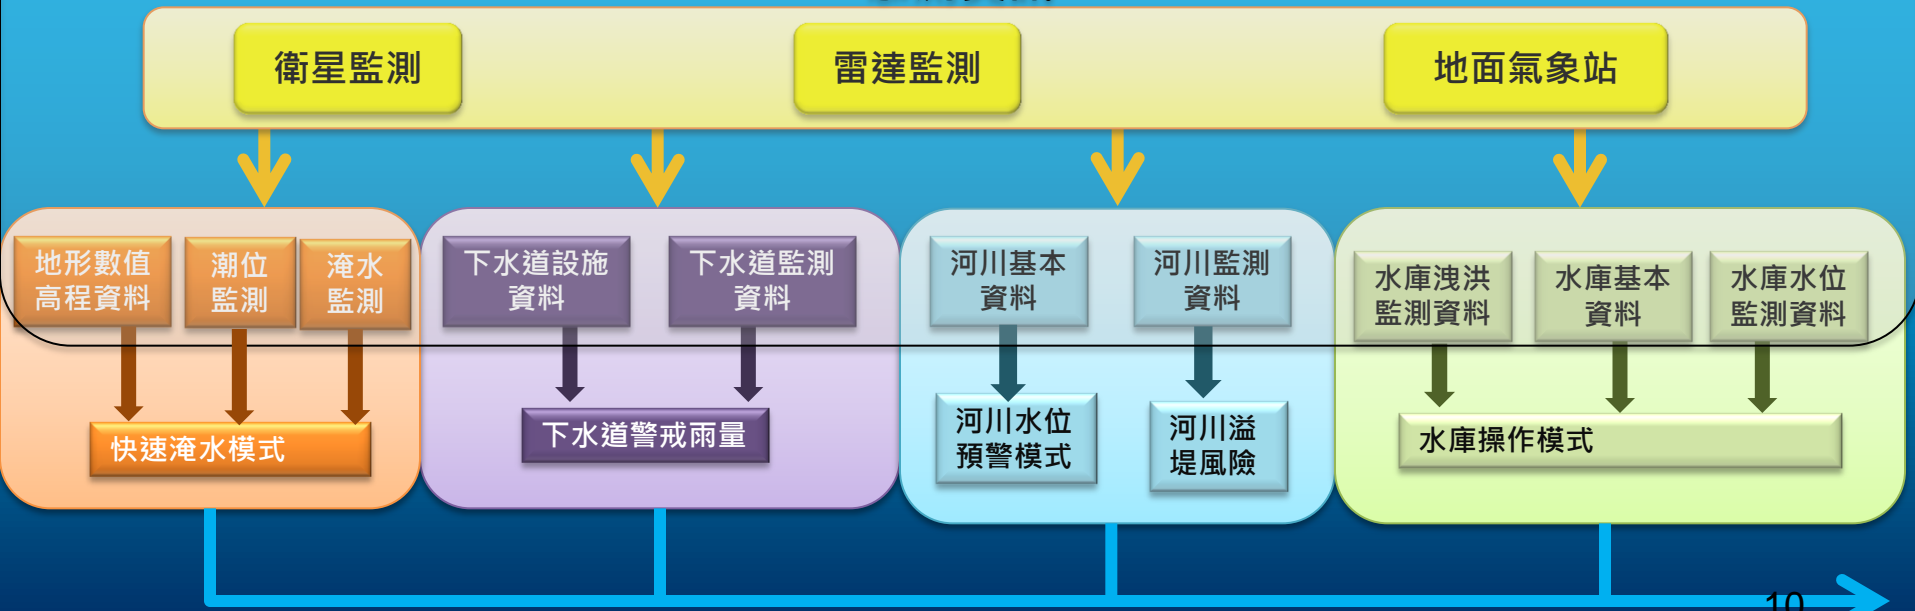 衛星監測
雷達監測
地面氣象站
地形數值
高程資料
潮位
監測
淹水
監測
下水道設施
資料
下水道監測
資料
河川基本
資料
河川監測
資料
水庫洩洪
監測資料
水庫基本
資料
水庫水位
監測資料
快速淹水模式
下水道警戒雨量
河川水位
預警模式
河川溢
堤風險
水庫操作模式
10